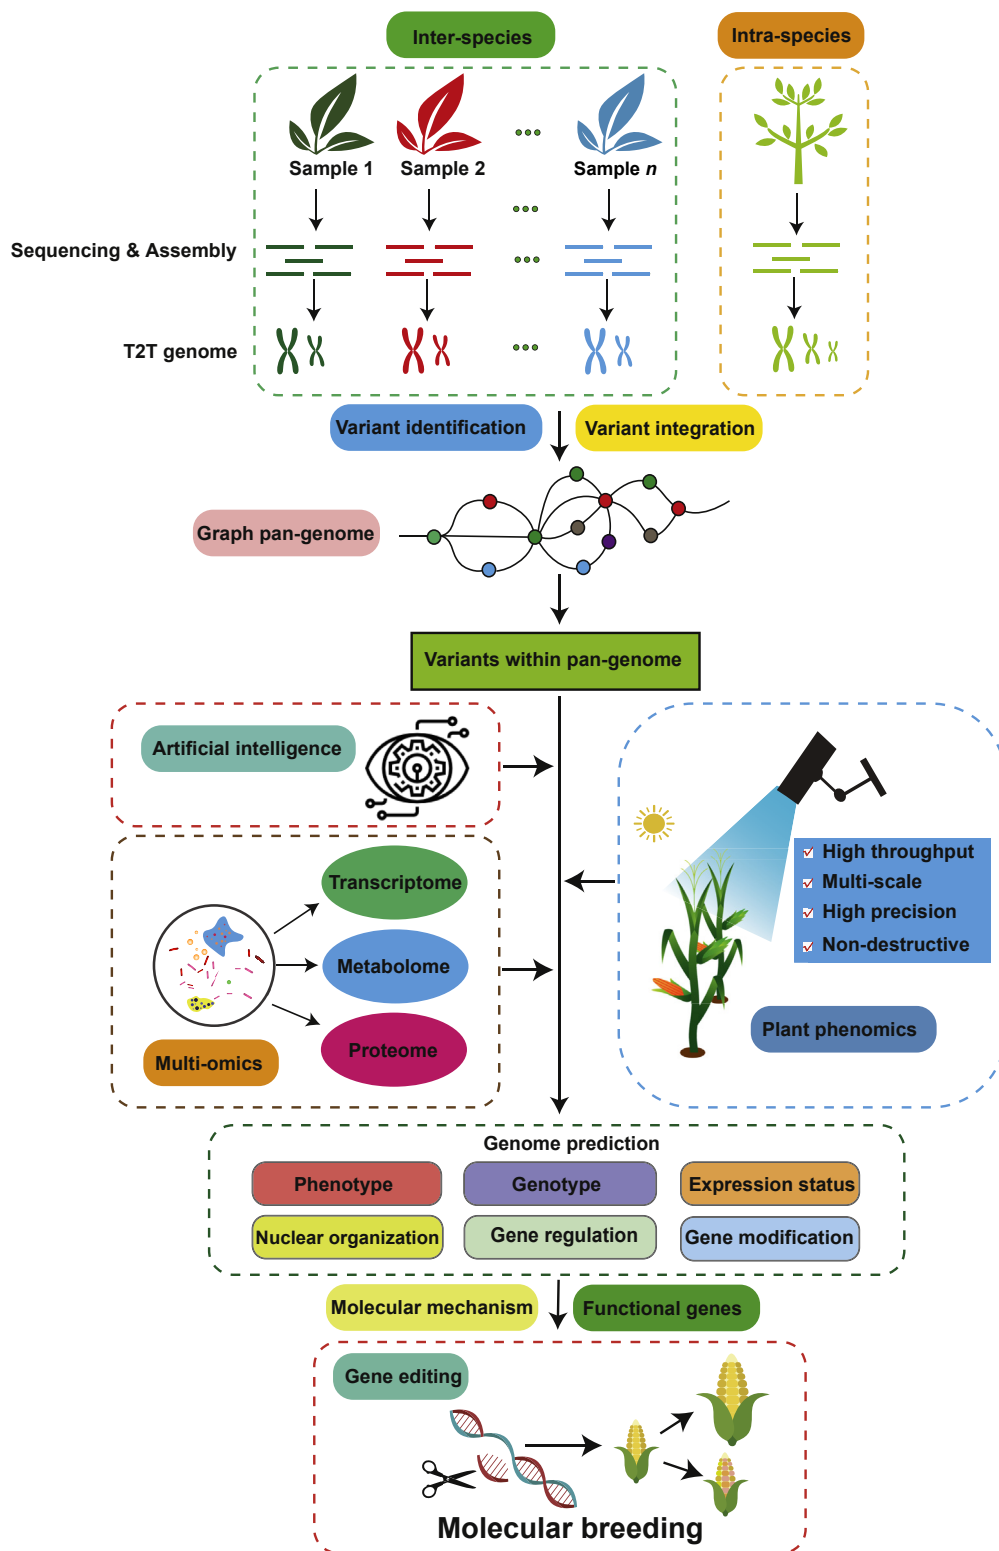 Inter-species
Intra-species
Sample 1
Sample 2
Sample n
Sequencing & Assembly
T2T genome
Variant identification
Variant integration
Graph pan-genome
Variants within pan-genome
Artificial intelligence
High throughput
Multi-scale
High precision
Non-destructive
Plant phenomics
Transcriptome
Metabolome
Proteome
Multi-omics
Genome prediction
Phenotype
Genotype
Expression status
Nuclear organization
Gene regulation
Gene modification
Molecular mechanism
Functional genes
Gene editing
Molecular breeding